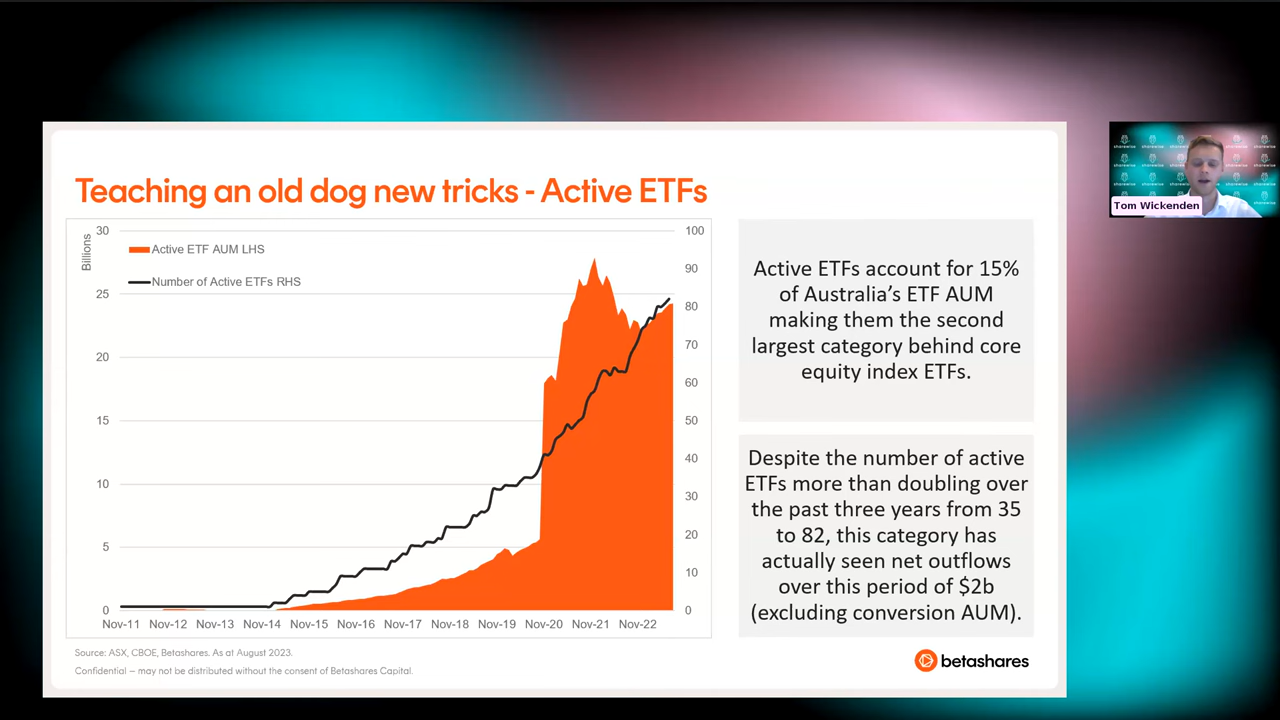 Teaching an old dog new tricks - Active ETFs
30
25
20
15
10
5
0
Billions
Active ETF AUM LHS
Number of Active ETFs RHS
100
90
80
70
60
50
40
30
20
10
0
Nov-11 Nov-12 Nov-13 Nov-14 Nov-15 Nov-16 Nov-17 Nov-18 Nov-19 Nov-20 Nov-21 Nov-22
Active ETFs account for 15%
of Australia’s ETF AUM
making them the second
largest category behind core
equity index ETFs.
Despite the number of active
ETFs more than doubling over
the past three years from 35
to 82, this category has
actually seen net outflows
over this period of $2b
(excluding conversion AUM).
Source: ASX, CBOE, Betashares. As at August 2023.
Confidential – may not be distributed without the consent of Betashares Capital.
betashares
Tom Wickenden